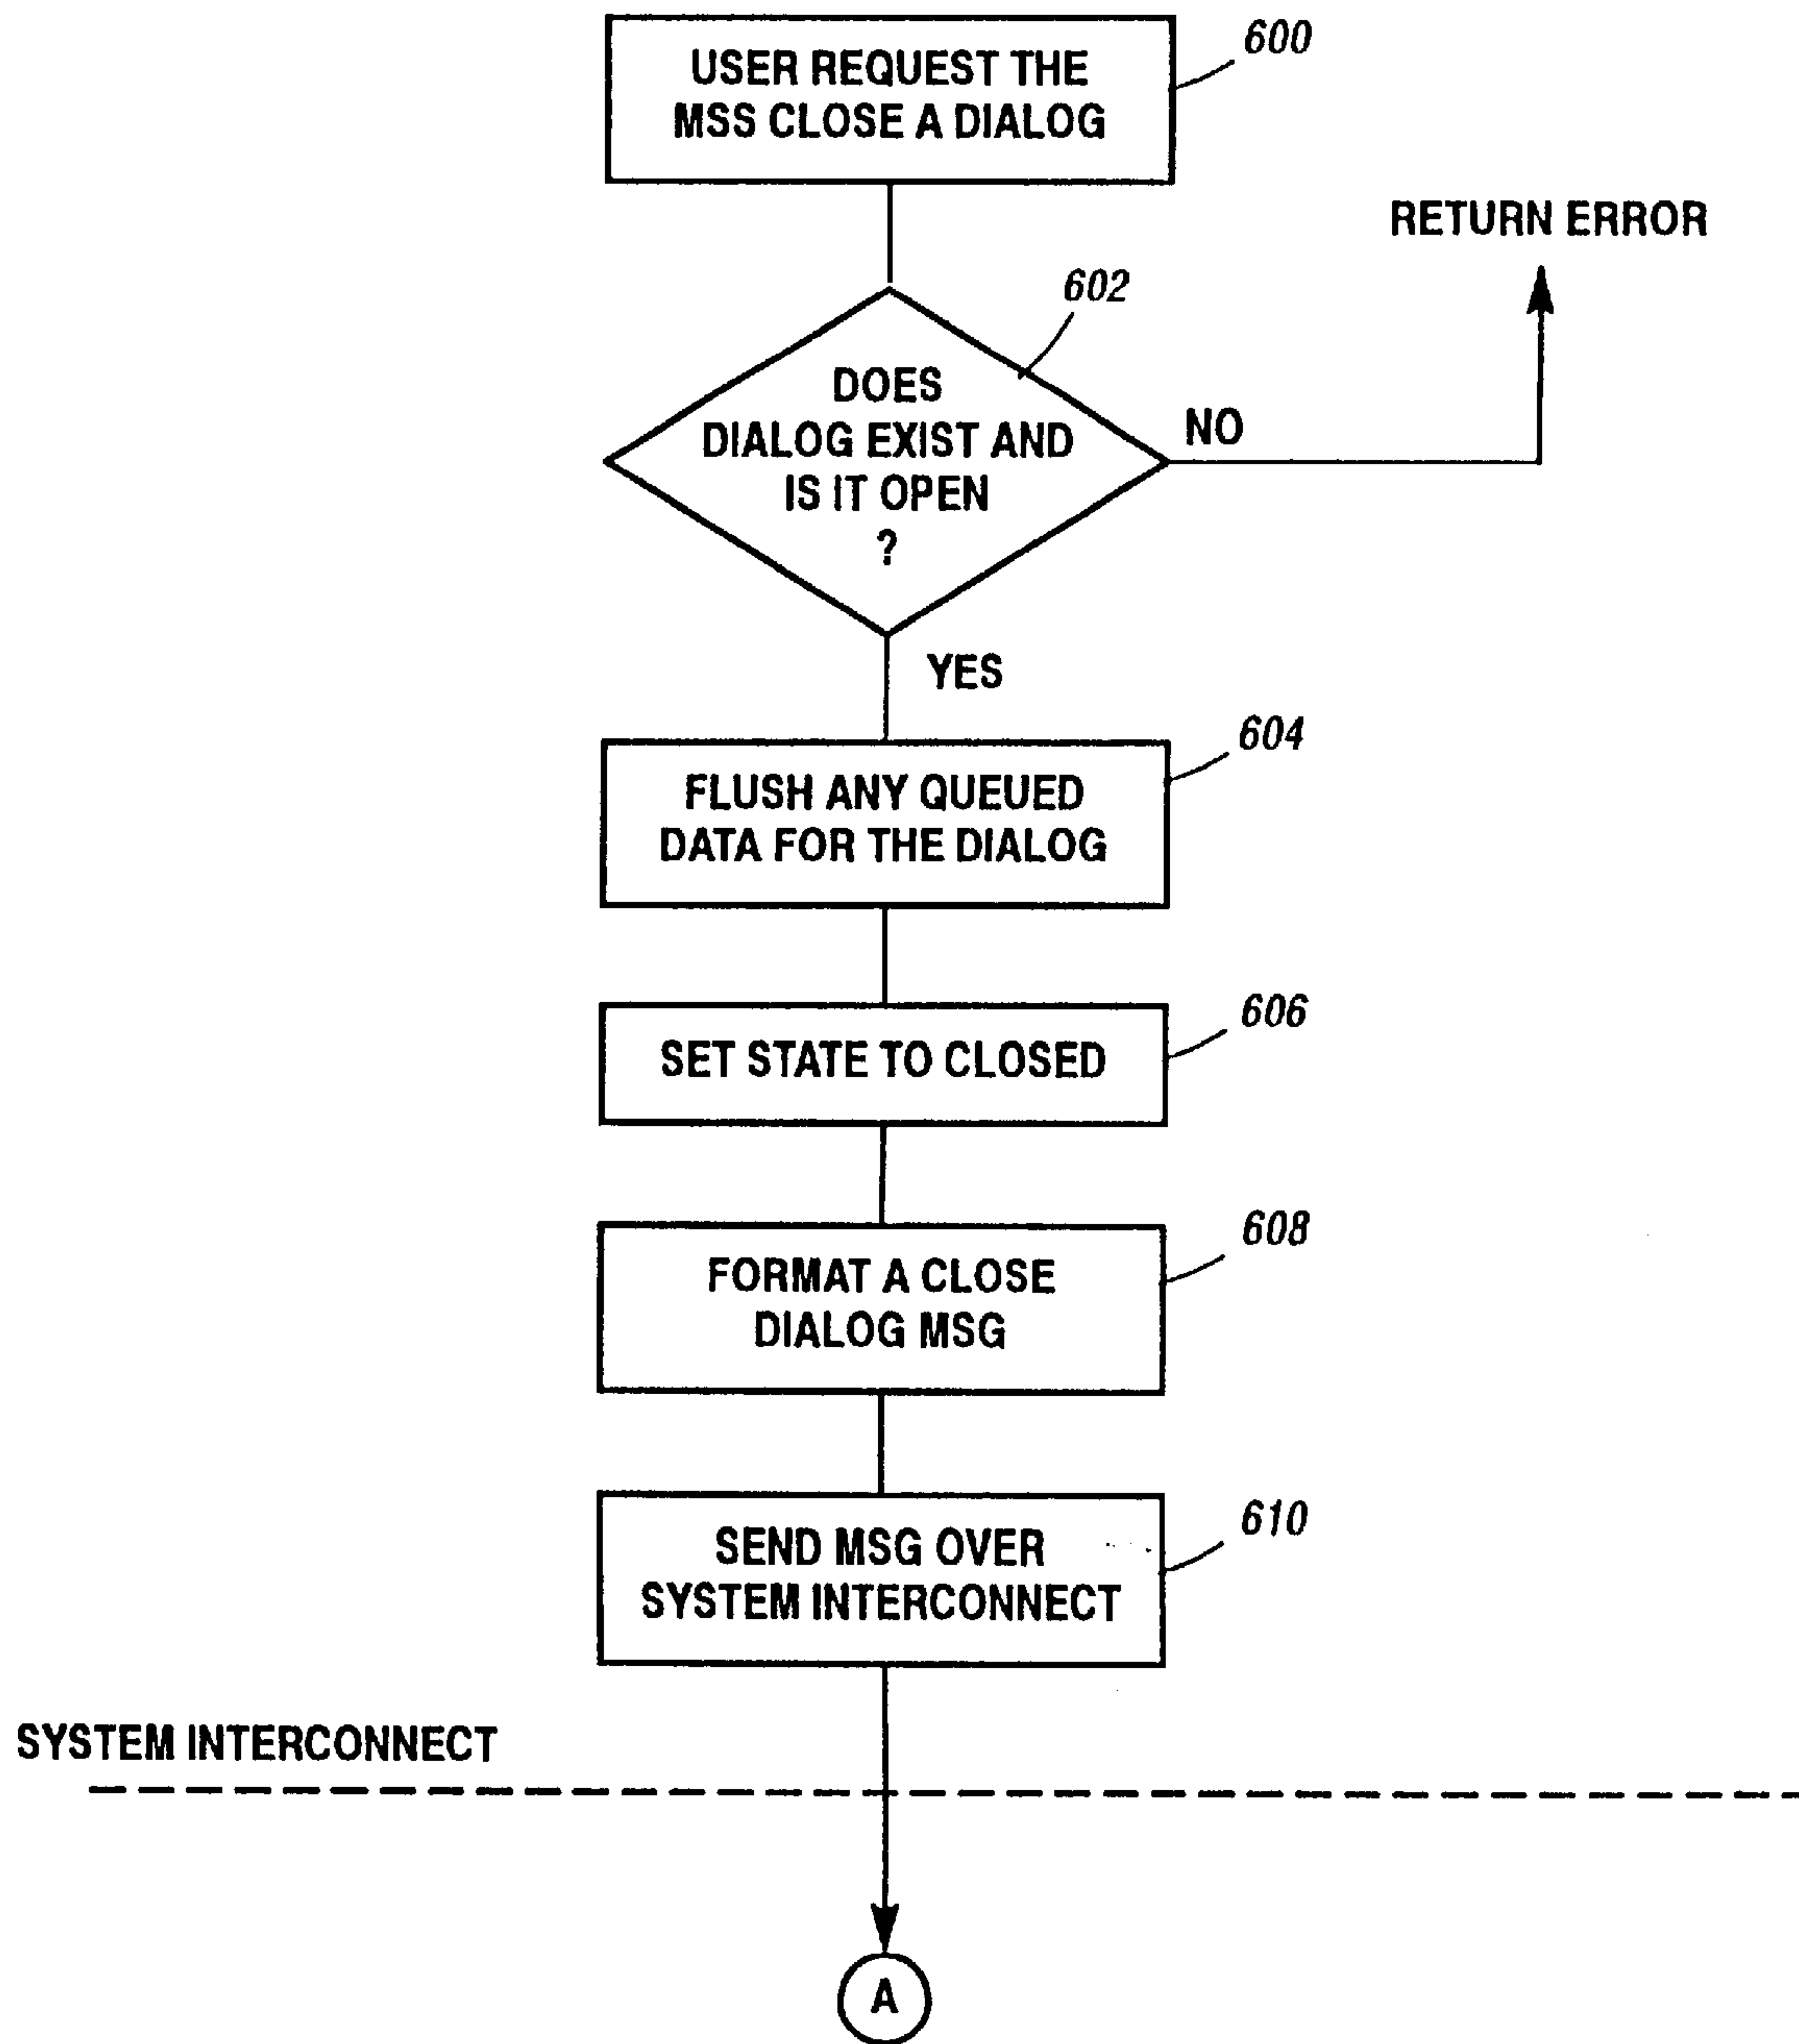 600
USER REQUEST THE
MSS CLOSE A DIALOG
RETURN ERROR
602
DOES
DIALOG EXIST AND
IS IT OPEN
?
NO
YES
604
FLUSH ANY QUEUED
DATA FOR THE DIALOG
606
SET STATE TO CLOSED
608
FORMAT A CLOSE
DIALOG MSG
610
SEND MSG OVER
SYSTEM INTERCONNECT
SYSTEM INTERCONNECT
A